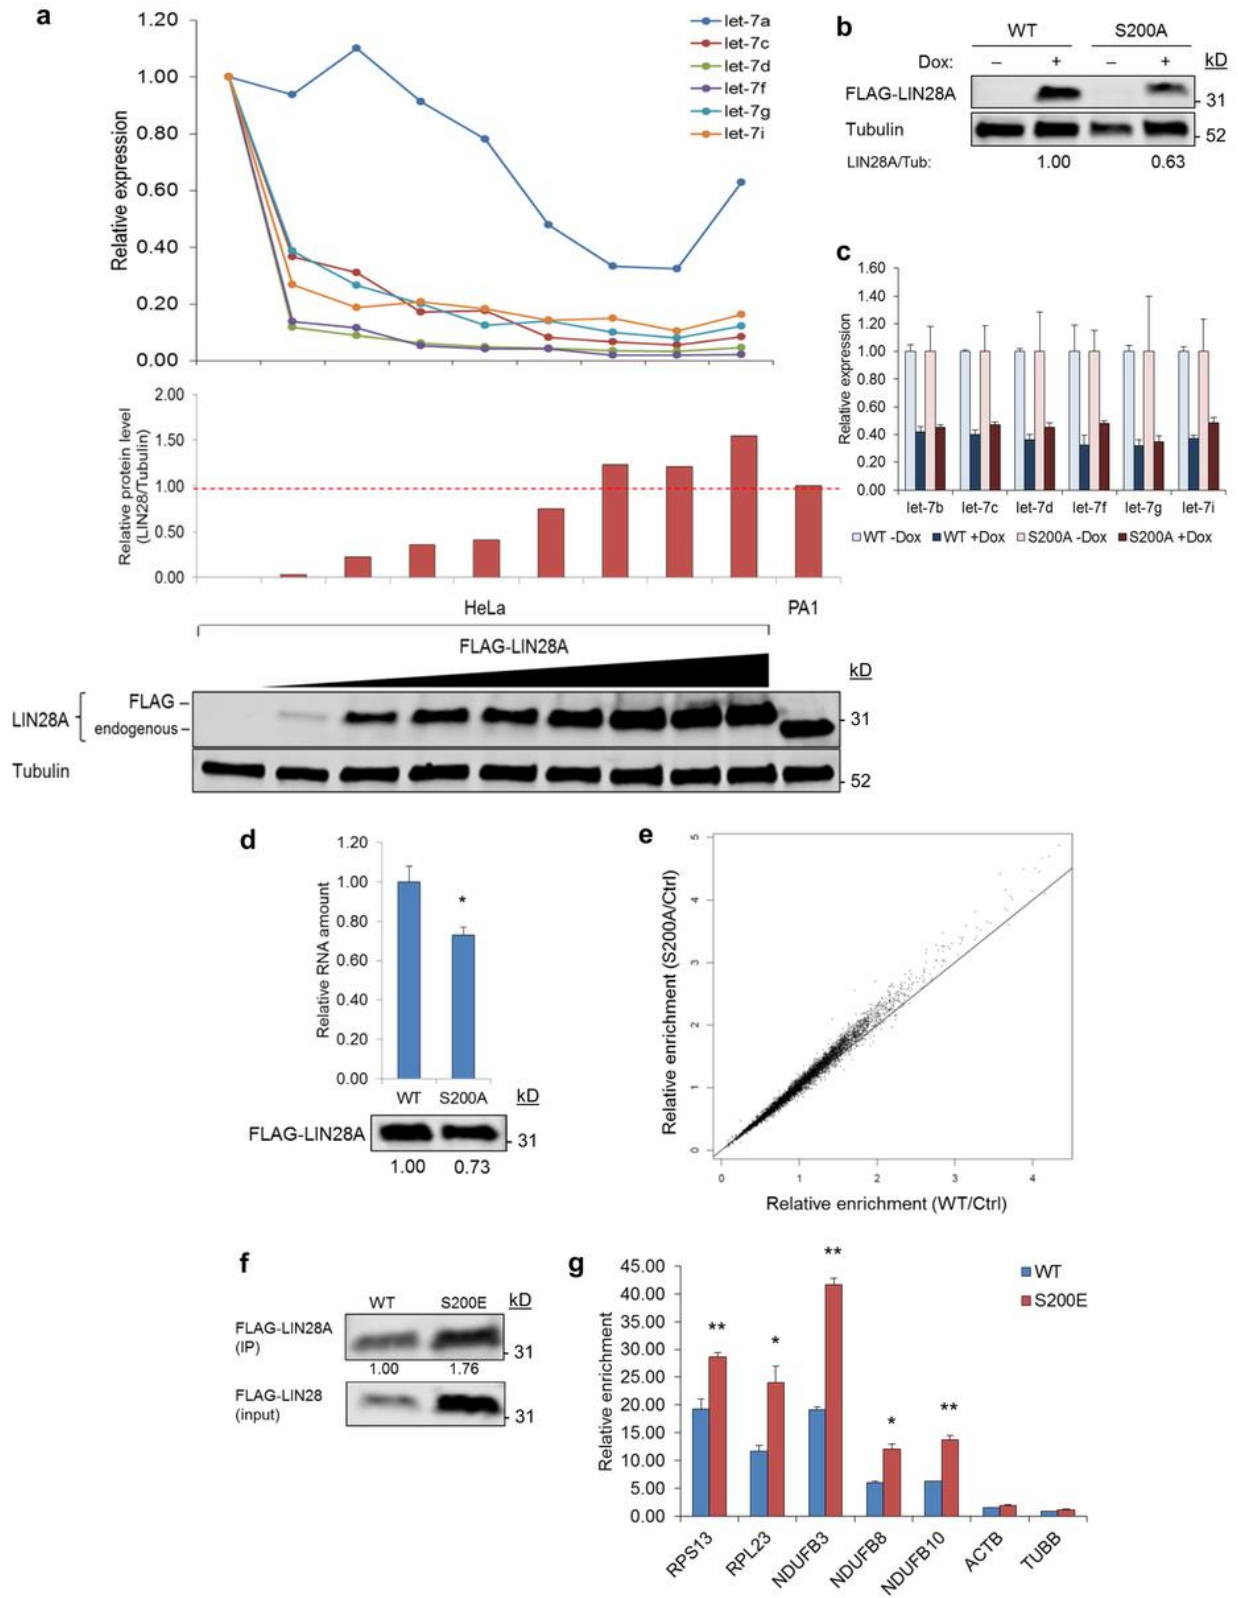 a
1.20
1.00
0.80
0.60
0.40
0.20
0.00
Relative expression
let-7a
let-7c
let-7d
let-7f
let-7g
let-7i
2.00
1.50
1.00
0.50
0.00
Relative protein level
(LIN28/Tubulin)
HeLa
PA1
FLAG-LIN28A
kD
LIN28A
FLAG
endogenous
31
Tubulin
52
b
WT
S200A
Dox:
–
+
–
+
kD
FLAG-LIN28A
31
Tubulin
52
LIN28A/Tub:
1.00
0.63
c
1.60
1.40
1.20
1.00
0.80
0.60
0.40
0.20
0.00
Relative expression
let-7b
let-7c
let-7d
let-7f
let-7g
let-7i
WT -Dox
WT +Dox
S200A -Dox
S200A +Dox
d
1.20
1.00
0.80
0.60
0.40
0.20
0.00
Relative RNA amount
*
WT
S200A
kD
FLAG-LIN28A
31
1.00
0.73
e
5
4
3
2
1
0
Relative enrichment (S200A/Ctrl)
0
1
2
3
4
Relative enrichment (WT/Ctrl)
f
WT
S200E
kD
FLAG-LIN28A
(IP)
31
1.00
1.76
FLAG-LIN28
(input)
31
g
45.00
40.00
35.00
30.00
25.00
20.00
15.00
10.00
5.00
0.00
Relative enrichment
**
*
**
*
**
WT
S200E
RPS13
RPL23
NDUFB3
NDUFB8
NDUFB10
ACTB
TUBB